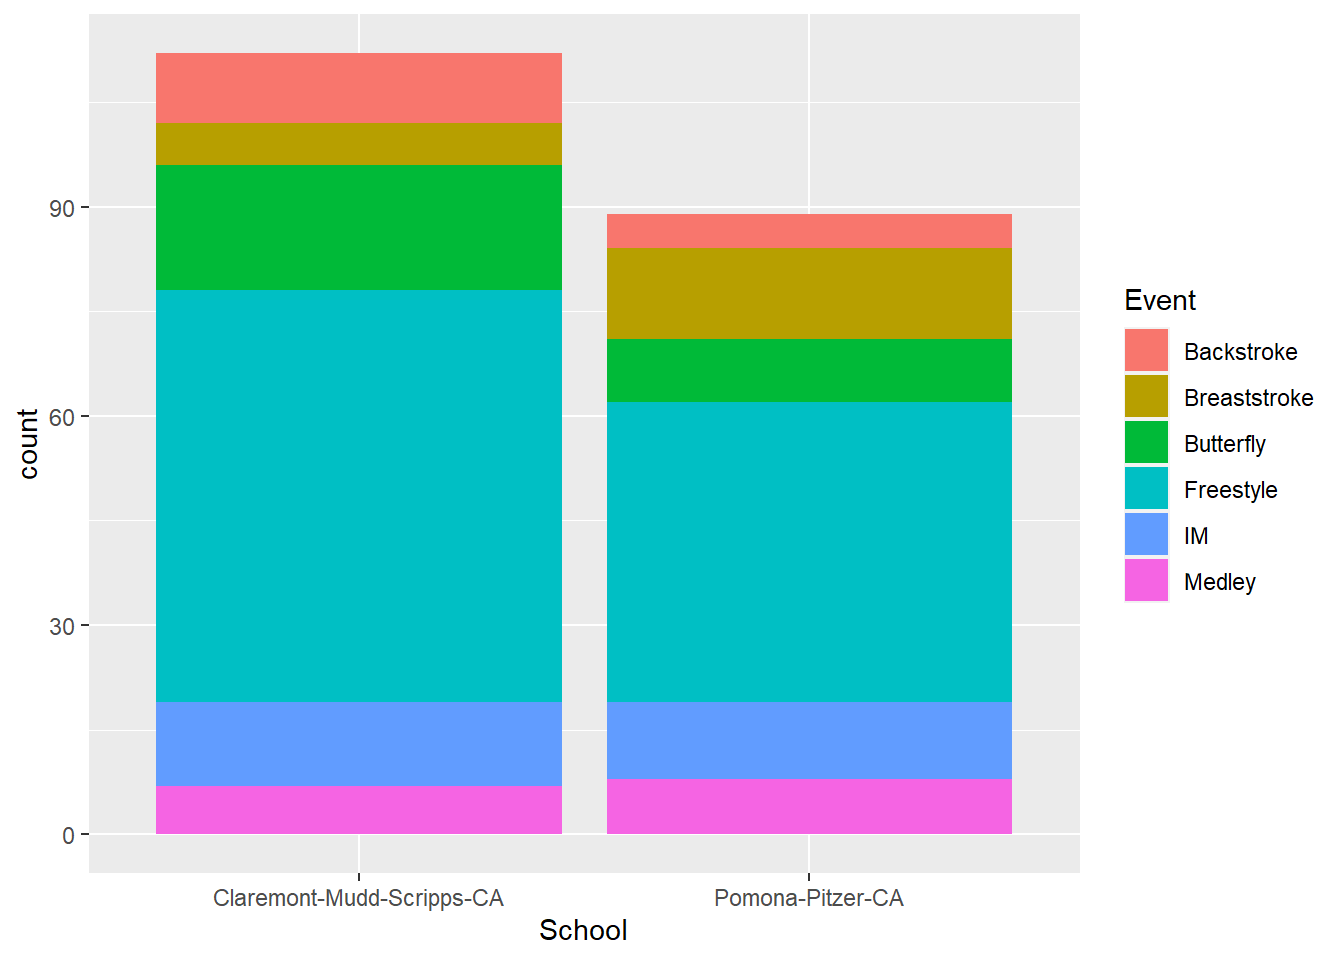 90
60
30
0
count
Claremont-Mudd-Scripps-CA
Pomona-Pitzer-CA
School
Event
Backstroke
Breaststroke
Butterfly
Freestyle
IM
Medley